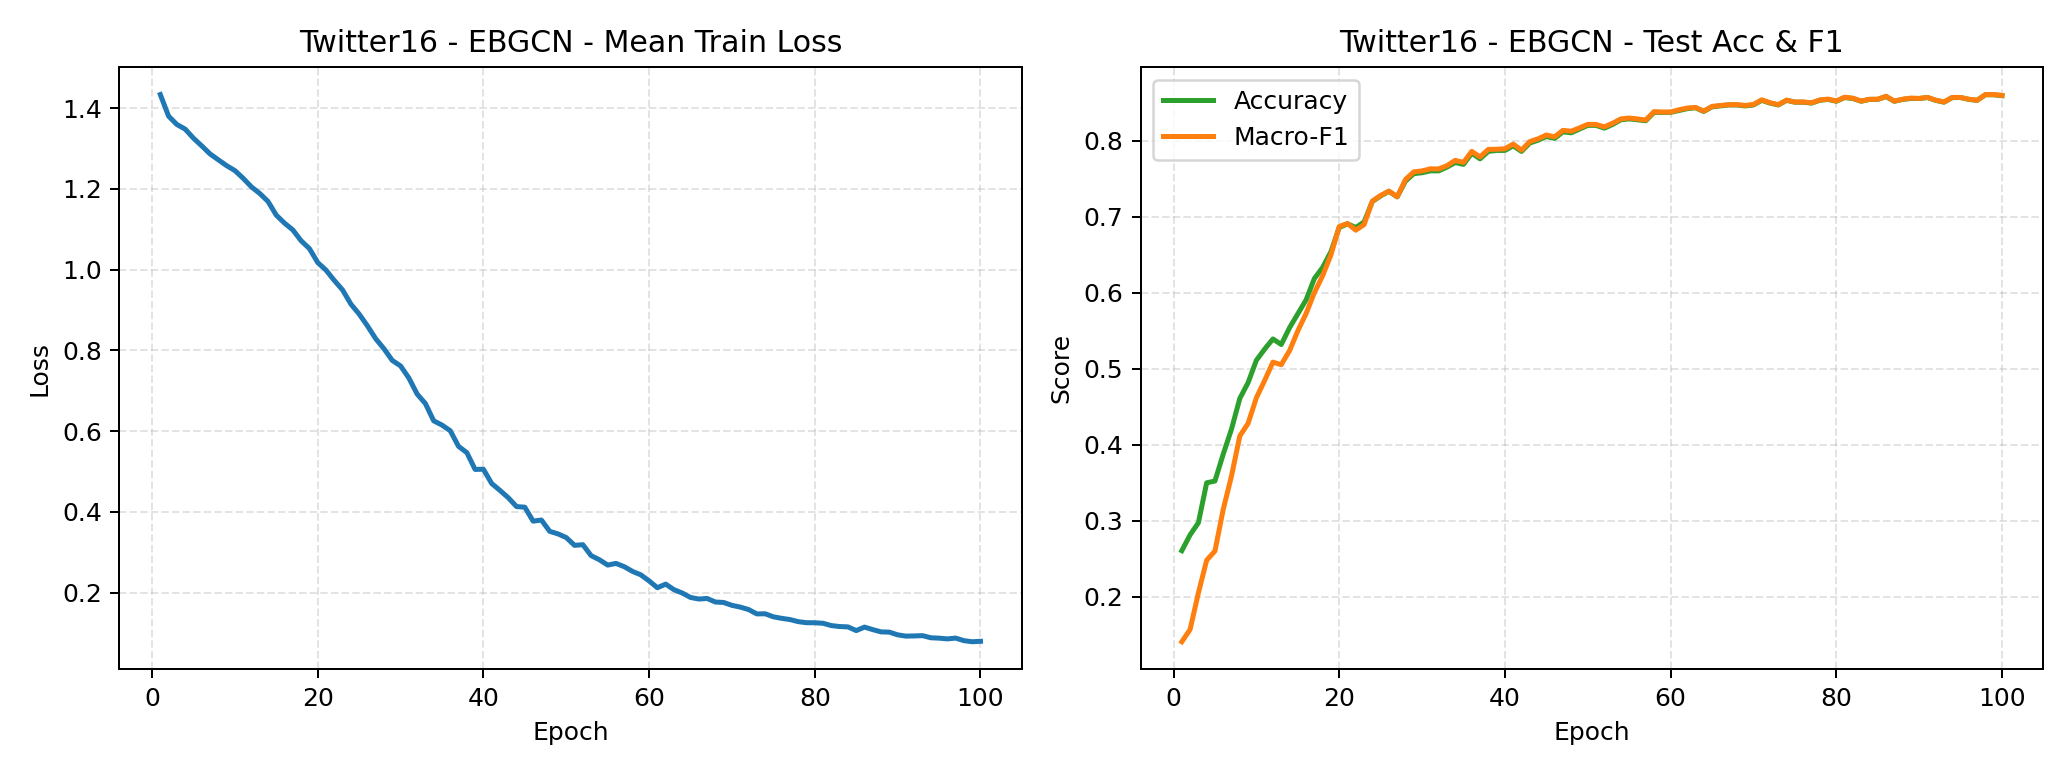 Twitter16 - EBGCN - Mean Train Loss
1.4
1.2
1.0
0.8
0.6
0.4
0.2
Loss
0 20 40 60 80 100
Epoch
Twitter16 - EBGCN - Test Acc & F1
Accuracy
Macro-F1
0.8
0.7
0.6
0.5
0.4
0.3
0.2
Score
0 20 40 60 80 100
Epoch